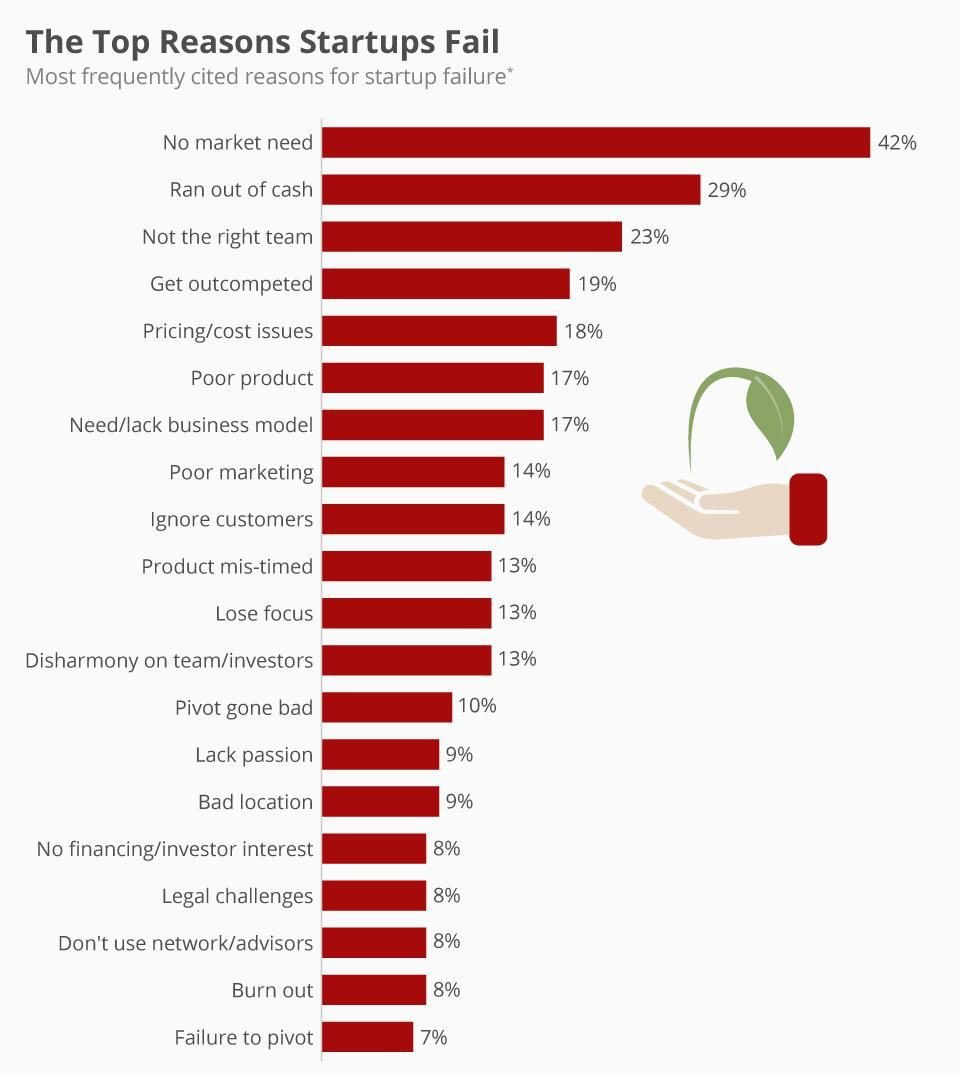 The Top Reasons Startups Fail
Most frequently cited reasons for startup failure*
No market need 42%
Ran out of cash 29%
Not the right team 23%
Get outcompeted 19%
Pricing/cost issues 18%
Poor product 17%
Need/lack business model 17%
Poor marketing 14%
Ignore customers 14%
Product mis-timed 13%
Lose focus 13%
Disharmony on team/investors 13%
Pivot gone bad 10%
Lack passion 9%
Bad location 9%
No financing/investor interest 8%
Legal challenges 8%
Don't use network/advisors 8%
Burn out 8%
Failure to pivot 7%